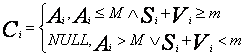 C_i = { A_i, A_i ≤ M ∧ S_i + V_i ≥ m
NULL, A_i > M ∨ S_i + V_i < m